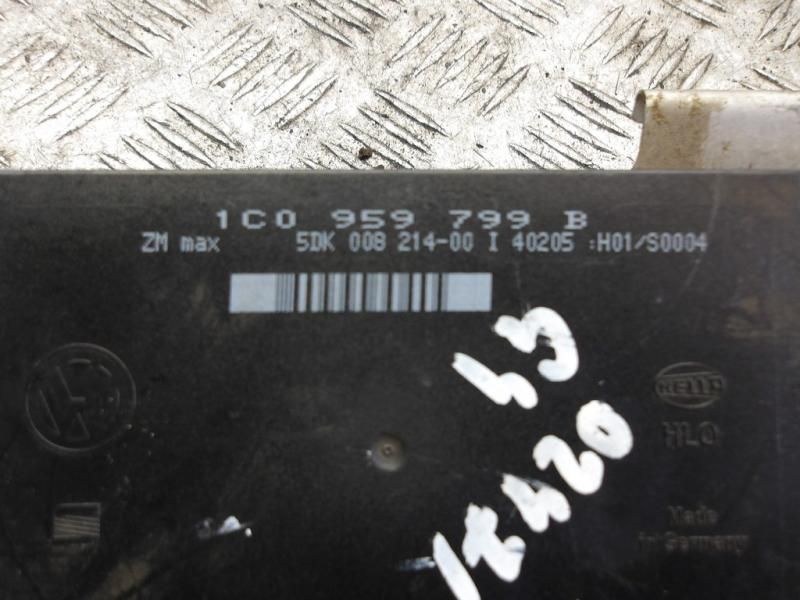 1C0 959 799 B
ZM max 5DK 008 214-00 I 40205 :H01/S0004
HELLA
HLO
Made
in Germany